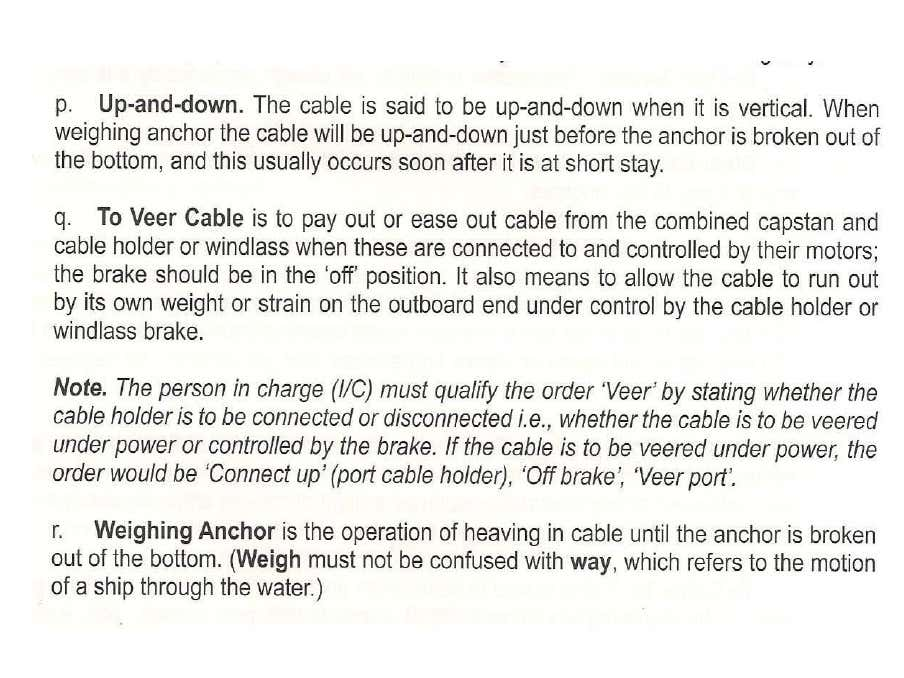 p. Up-and-down. The cable is said to be up-and-down when it is vertical. When
weighing anchor the cable will be up-and-down just before the anchor is broken out of
the bottom, and this usually occurs soon after it is at short stay.
q. To Veer Cable is to pay out or ease out cable from the combined capstan and
cable holder or windlass when these are connected to and controlled by their motors;
the brake should be in the ‘off’ position. It also means to allow the cable to run out
by its own weight or strain on the outboard end under control by the cable holder or
windlass brake.
Note. The person in charge (I/C) must qualify the order ‘Veer’ by stating whether the
cable holder is to be connected or disconnected i.e., whether the cable is to be veered
under power or controlled by the brake. If the cable is to be veered under power, the
order would be ‘Connect up’ (port cable holder), ‘Off brake’, ‘Veer port’.
r. Weighing Anchor is the operation of heaving in cable until the anchor is broken
out of the bottom. (Weigh must not be confused with way, which refers to the motion
of a ship through the water.)